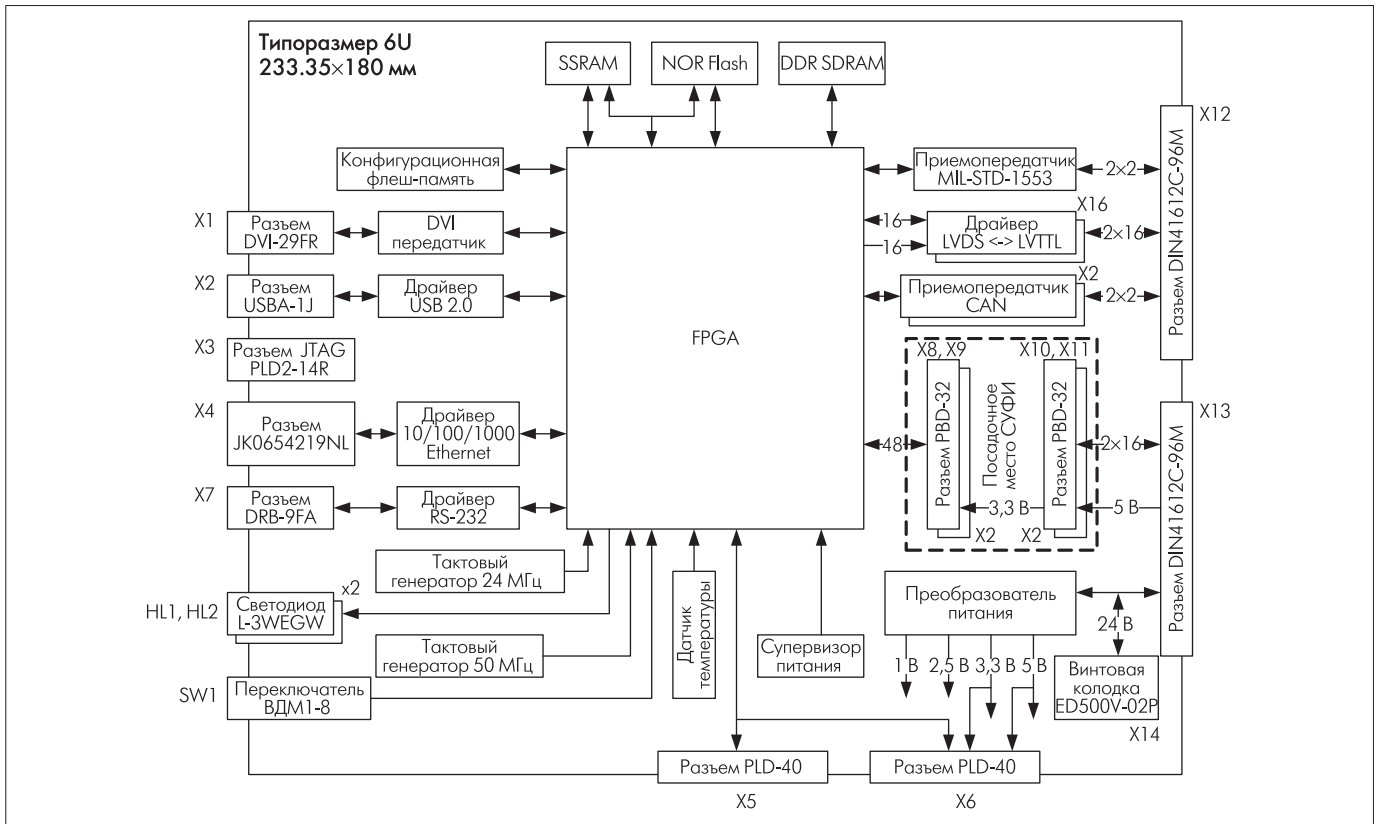 Типоразмер 6U
233.35×180 мм
SSRAM
NOR Flash
DDR SDRAM
X12
Конфигурационная
флеш-память
Приемопередатчик
MIL-STD-1553
2×2
X1
Разъем
DVI-29FR
DVI
передатчик
16
16
X16
Драйвер
LVDS <-> LVTTL
2×16
Разъем DIN41612C-96M
X2
Разъем
USBA-1J
Драйвер
USB 2.0
X2
Приемопередатчик
CAN
2×2
FPGA
X3
Разъем JTAG
PLD2-14R
X8, X9
X10, X11
Разъем PBD-32
Посадочное
место СУФИ
Разъем PBD-32
X13
X4
Разъем
JK0654219NL
Драйвер
10/100/1000
Ethernet
48
2×16
X7
Разъем
DRB-9FA
Драйвер
RS-232
3,3 В
5 В
X2
X2
Разъем DIN41612C-96M
Тактовый
генератор 24 МГц
HL1, HL2
Светодиод
L-3WEGW
x2
Преобразователь
питания
24 В
Тактовый
генератор 50 МГц
Датчик
температуры
Супервизор
питания
1 В
2,5 В
3,3 В
5 В
Винтовая
колодка
ED500V-02P
X14
SW1
Переключатель
ВДМ1-8
Разъем PLD-40
Разъем PLD-40
X5
X6